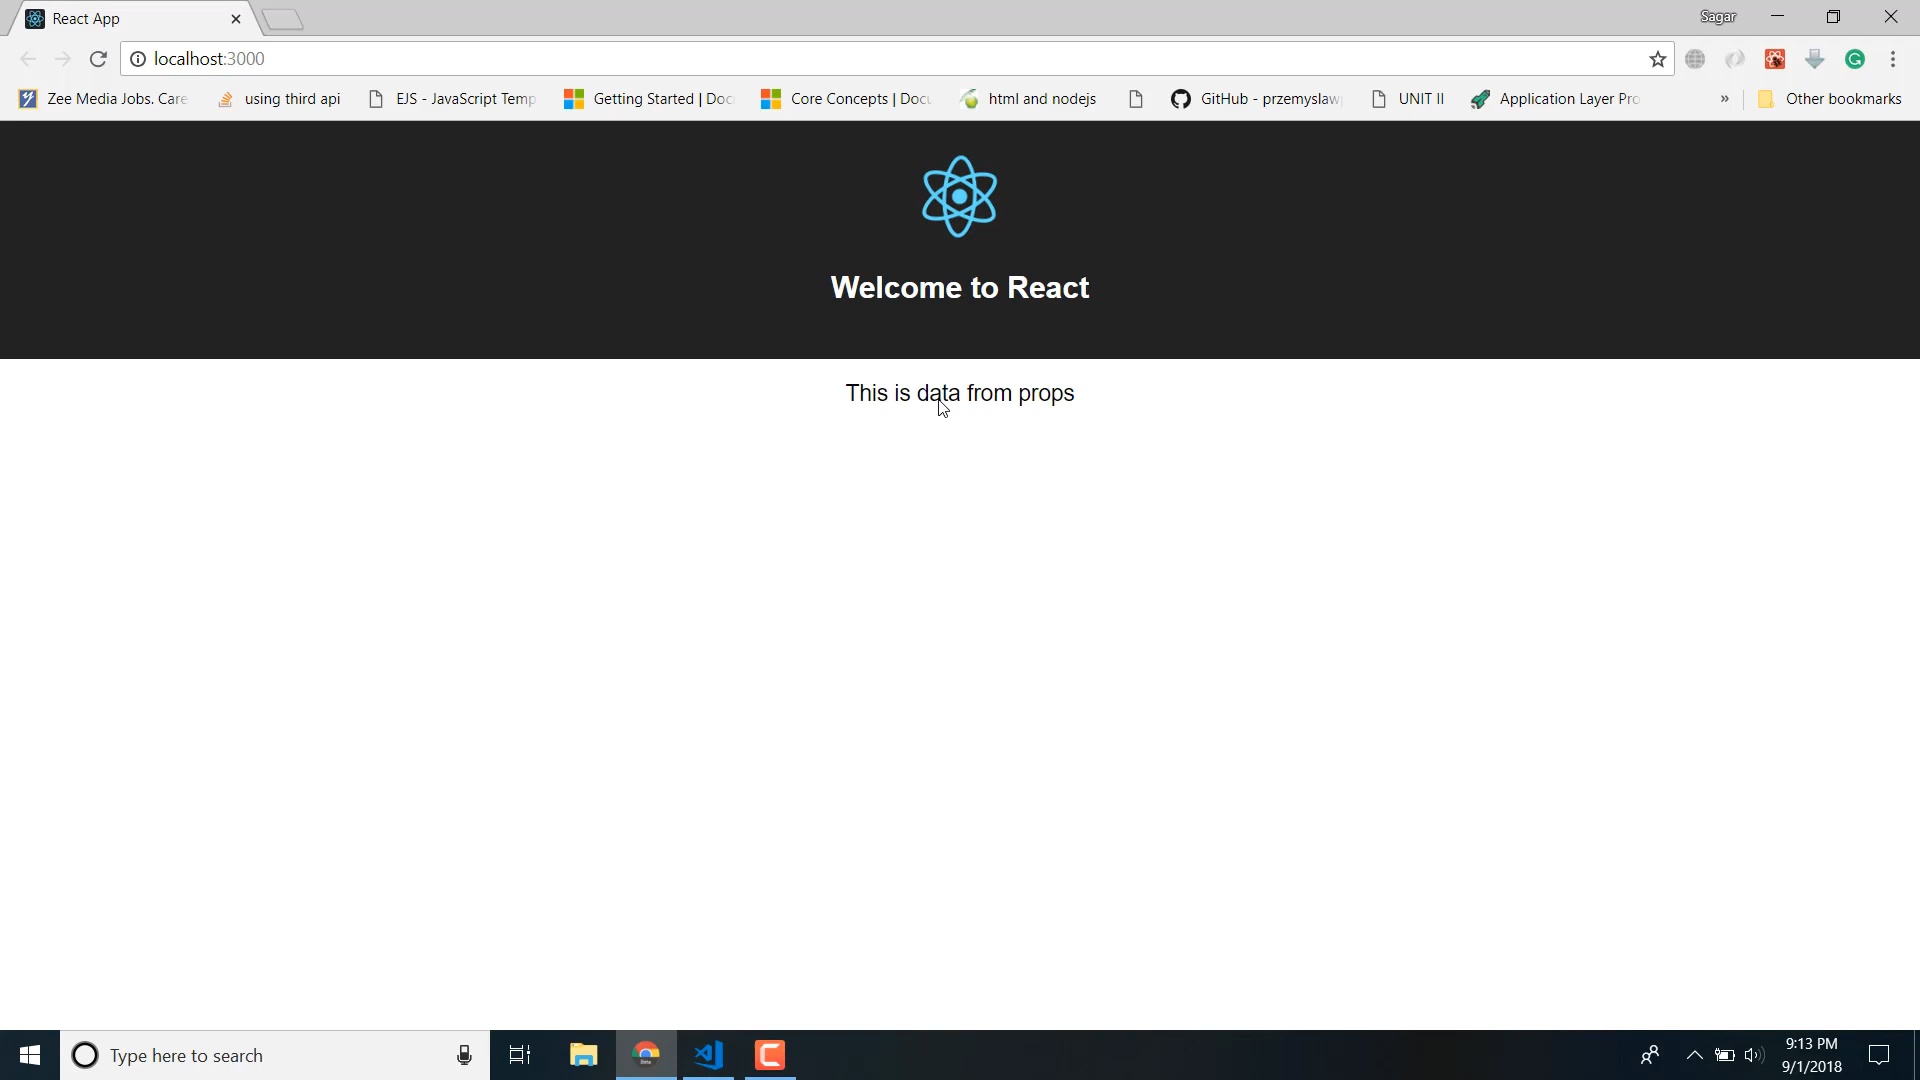 React App
Sagar
localhost:3000
Zee Media Jobs. Care
using third api
EJS - JavaScript Temp
Getting Started | Doc
Core Concepts | Docu
html and nodejs
GitHub - przemyslaw
UNIT II
Application Layer Pro
»
Other bookmarks
Welcome to React
This is data from props
Type here to search
9:13 PM
9/1/2018